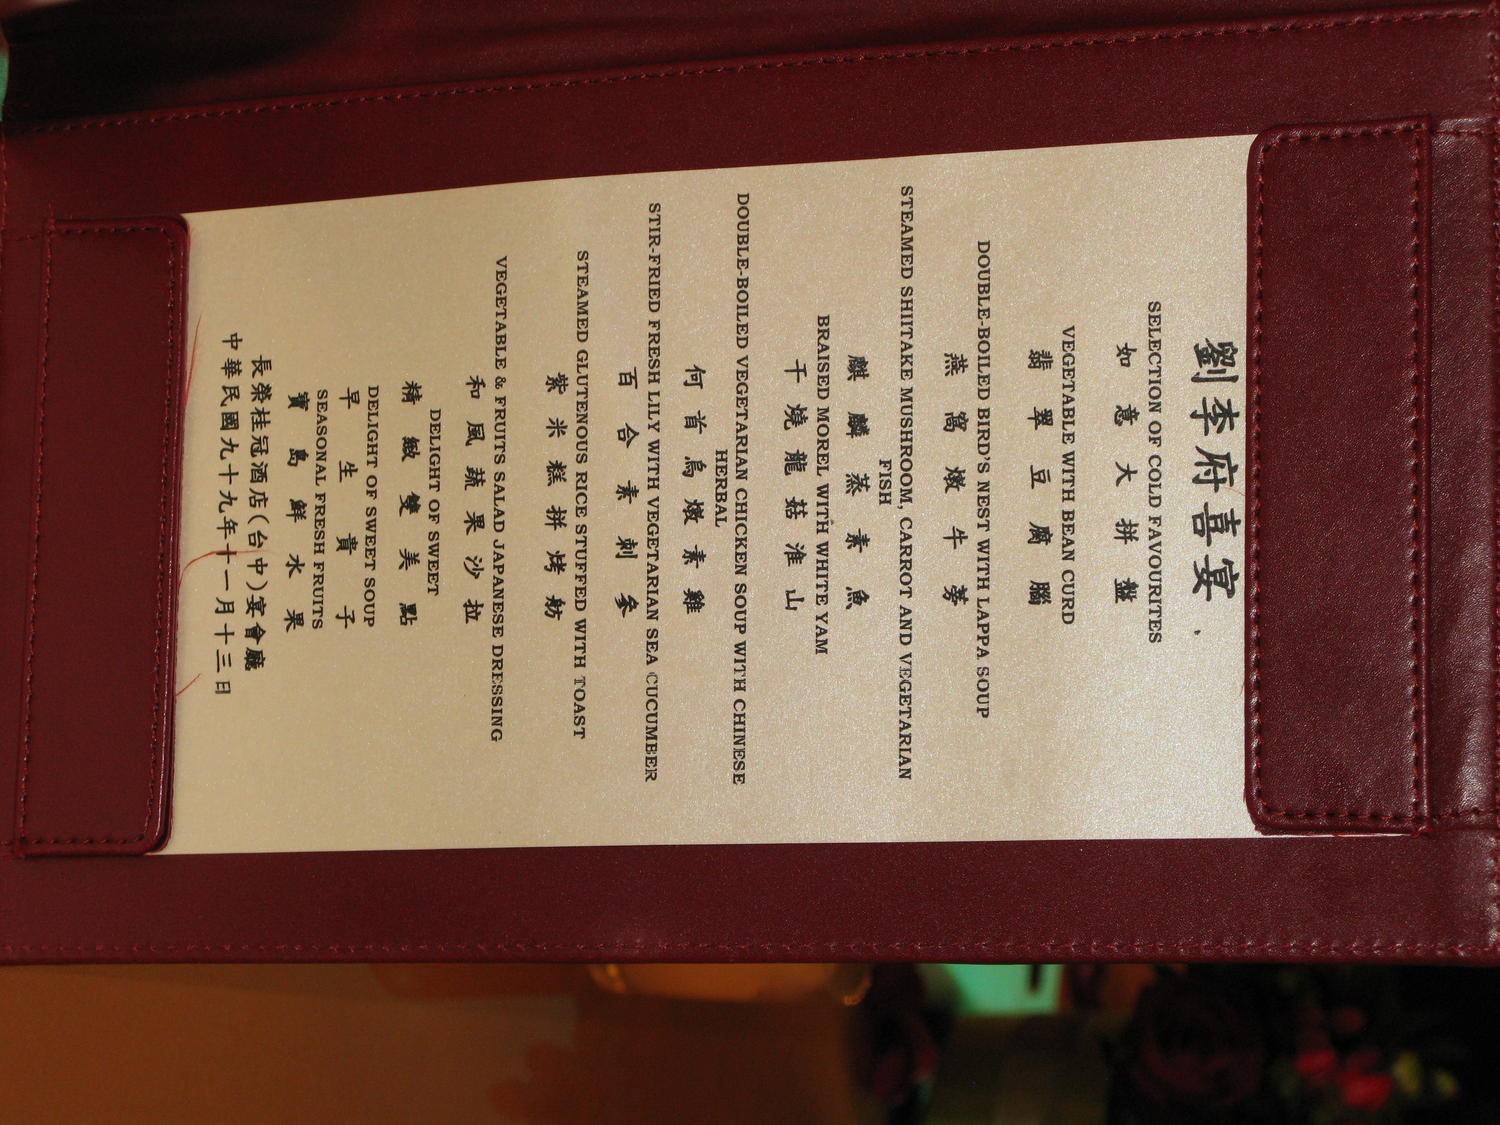 劉李府喜宴
SELECTION OF COLD FAVOURITES
如意大拼盤
VEGETABLE WITH BEAN CURD
翡翠豆腐腦
DOUBLE-BOILED BIRD'S NEST WITH LAPPA SOUP
燕窩燉牛蒡
STEAMED SHIITAKE MUSHROOM, CARROT AND VEGETARIAN
FISH
麒麟蒸素魚
BRAISED MOREL WITH WHITE YAM
干燒龍菇淮山
DOUBLE-BOILED VEGETARIAN CHICKEN SOUP WITH CHINESE
HERBAL
何首烏燉素雞
STIR-FRIED FRESH LILY WITH VEGETARIAN SEA CUCUMBER
百合素刺參
STEAMED GLUTENOUS RICE STUFFED WITH TOAST
紫米糕拼烤舫
VEGETABLE & FRUITS SALAD JAPANESE DRESSING
和風蔬果沙拉
DELIGHT OF SWEET
精緻雙美點
DELIGHT OF SWEET SOUP
早生貴子
SEASONAL FRESH FRUITS
寶島鮮水果
長榮桂冠酒店(台中)宴會廳
中華民國九十九年十一月十三日